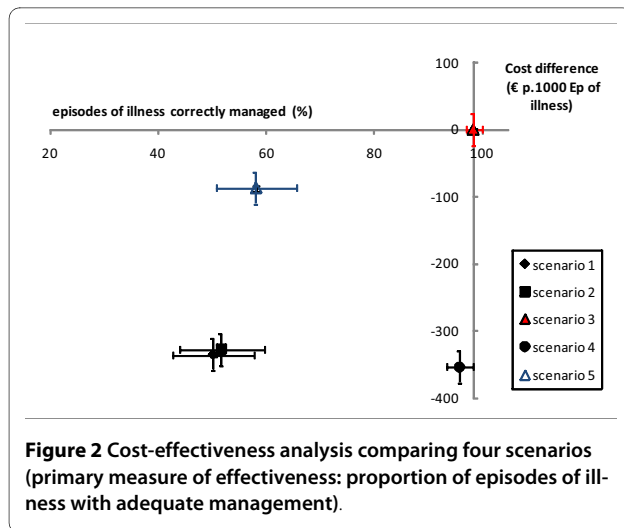 100
Cost difference
(€ p.1000 Ep of
illness)
episodes of illness correctly managed (%)
0
20 40 60 80 100
-100
-200
-300
-400
scenario 1
scenario 2
scenario 3
scenario 4
scenario 5
Figure 2 Cost-effectiveness analysis comparing four scenarios
(primary measure of effectiveness: proportion of episodes of ill-
ness with adequate management).